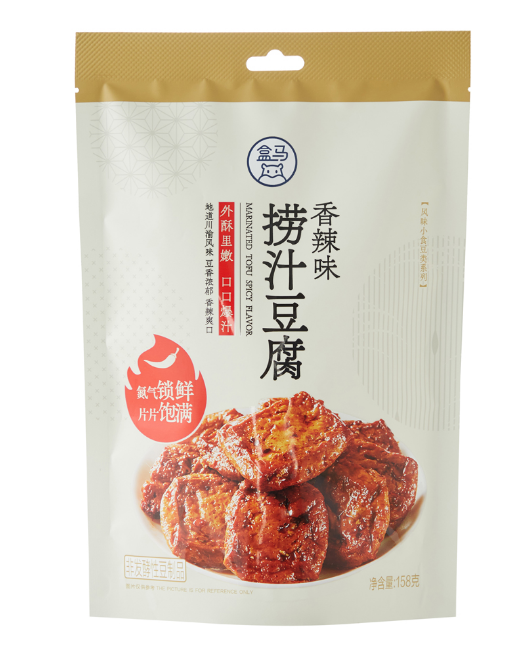 盒马
香辣味
捞汁豆腐
MARINATED TOFU SPICY FLAVOR
外酥里嫩 口口爆汁
地道川渝风味 豆香浓郁 香辣爽口
【风味小食豆类系列】
氮气锁鲜
片片饱满
非发酵性豆制品
净含量:158克